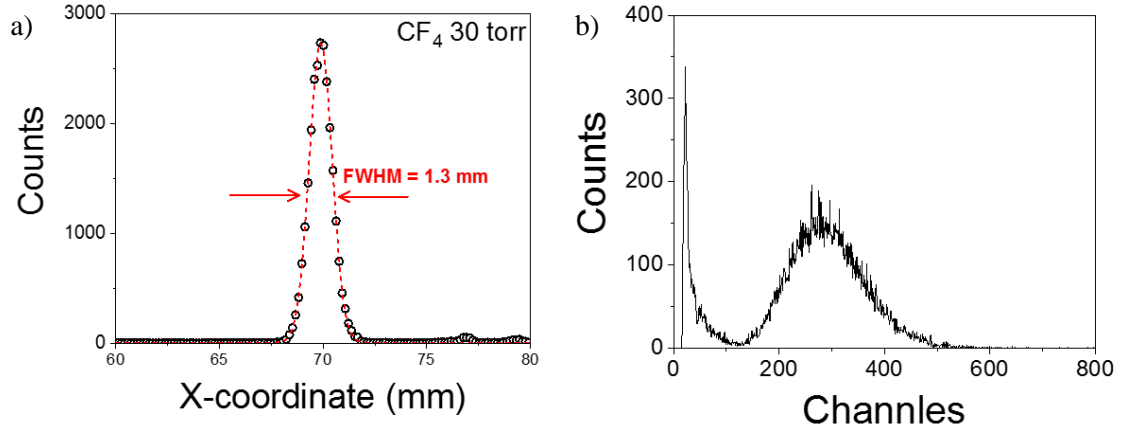 a)
CF4 30 torr
3000
2000
1000
0
Counts
FWHM = 1.3 mm
60 65 70 75 80
X-coordinate (mm)
b)
400
300
200
100
0
Counts
0 200 400 600 800
Channles